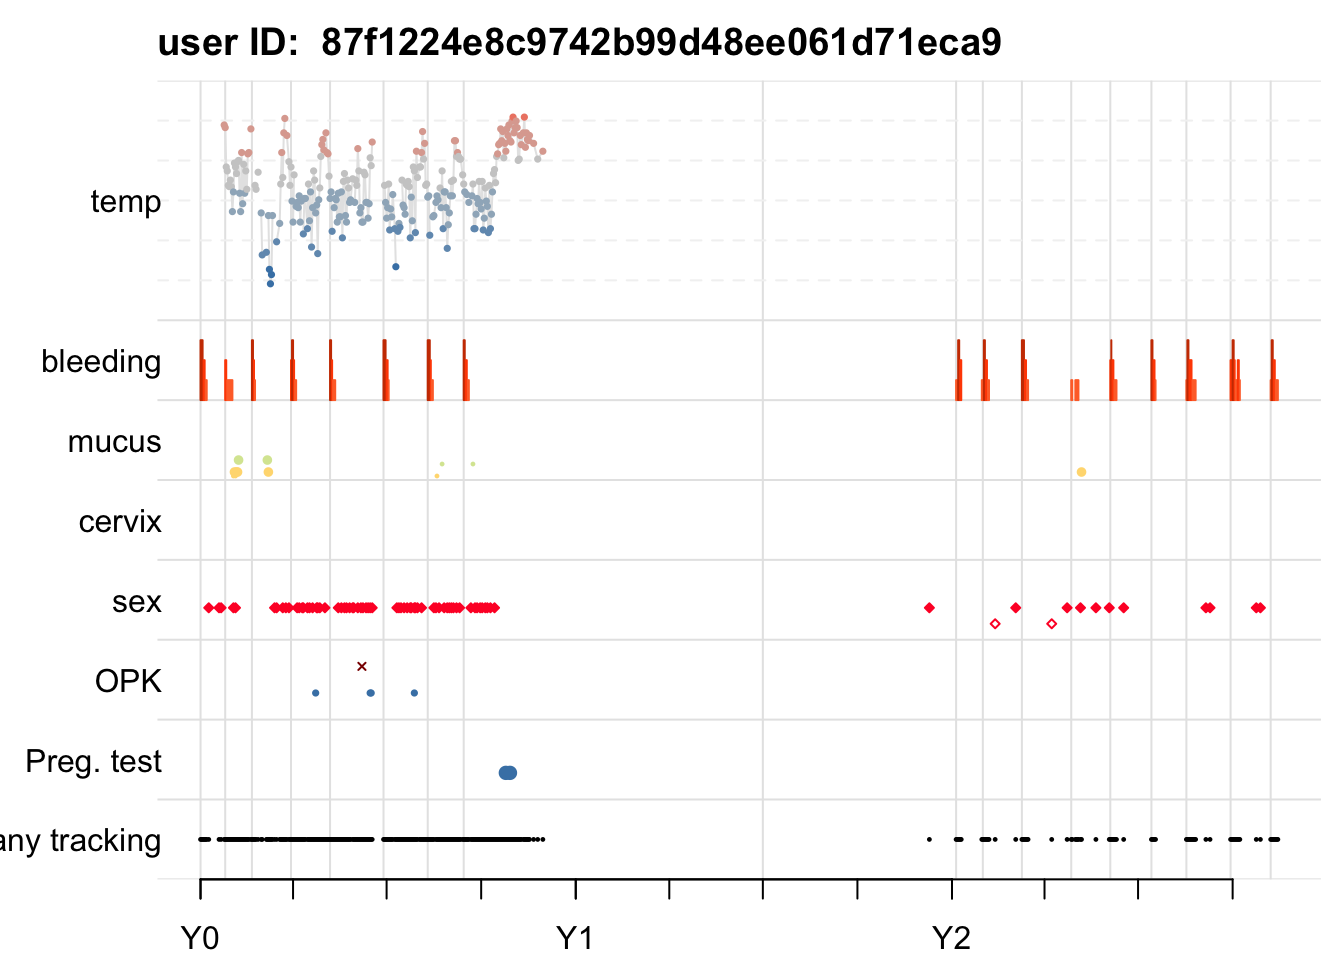 user ID: 87f1224e8c9742b99d48ee061d71eca9
temp
bleeding
mucus
cervix
sex
OPK
Preg. test
any tracking
Y0 Y1 Y2